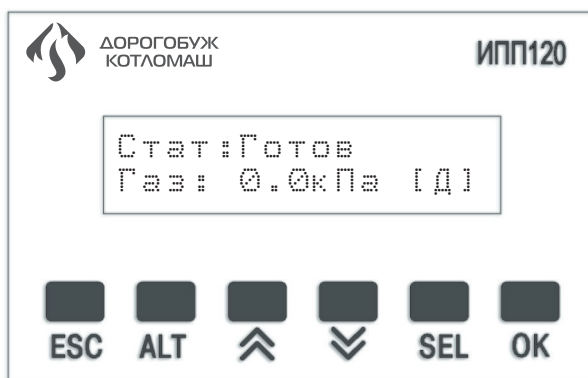 ДОРОГОБУЖ
КОТЛОМАШ
ИПП120
Стат:Готов
Газ: 0.0кПа [Д]
ESC ALT SEL OK